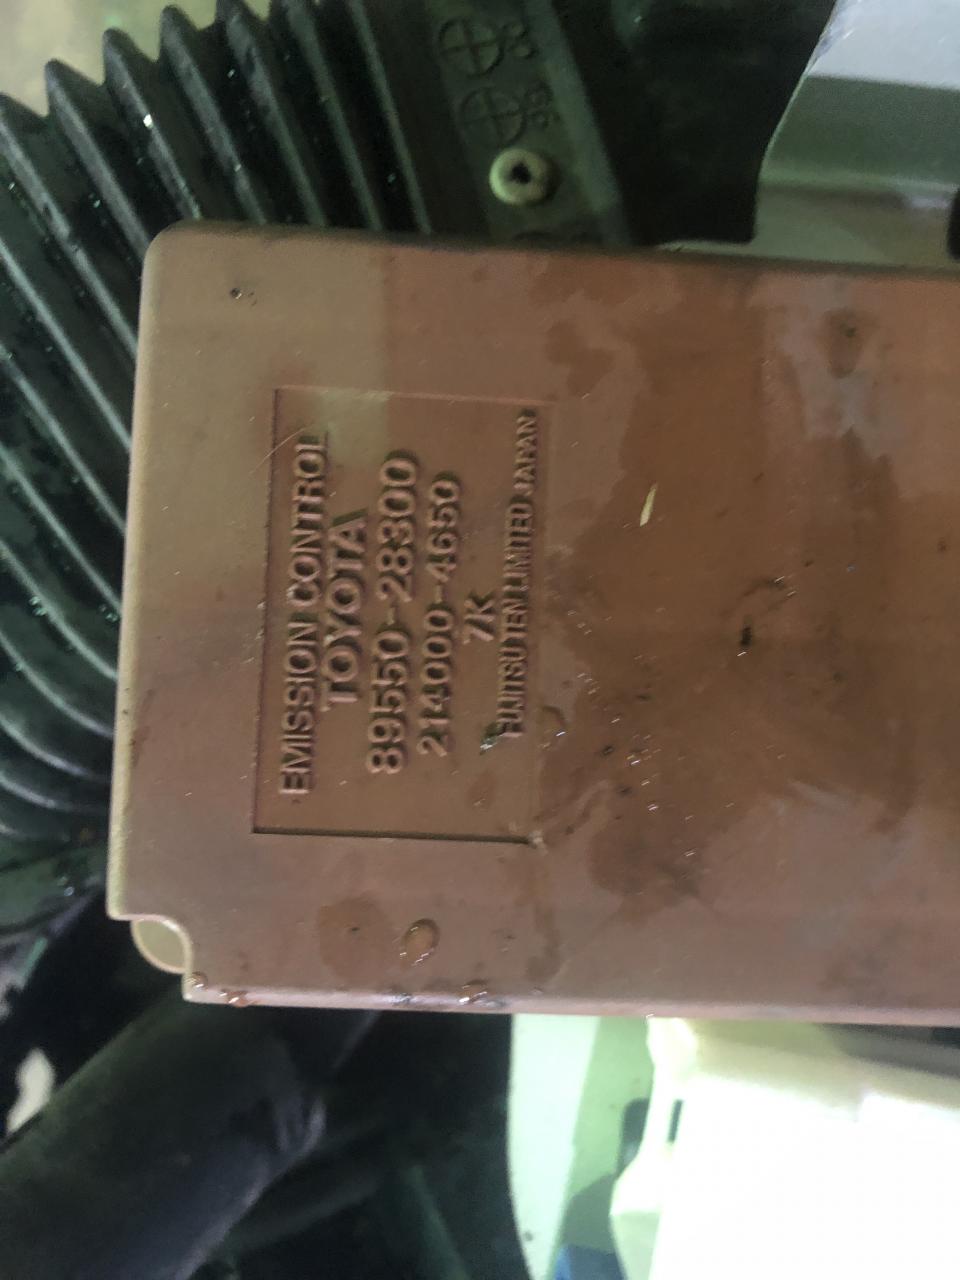 EMISSION CONTROL
TOYOTA
89550-28300
214000-4650
7K
FUJITSU TEN LIMITED JAPAN